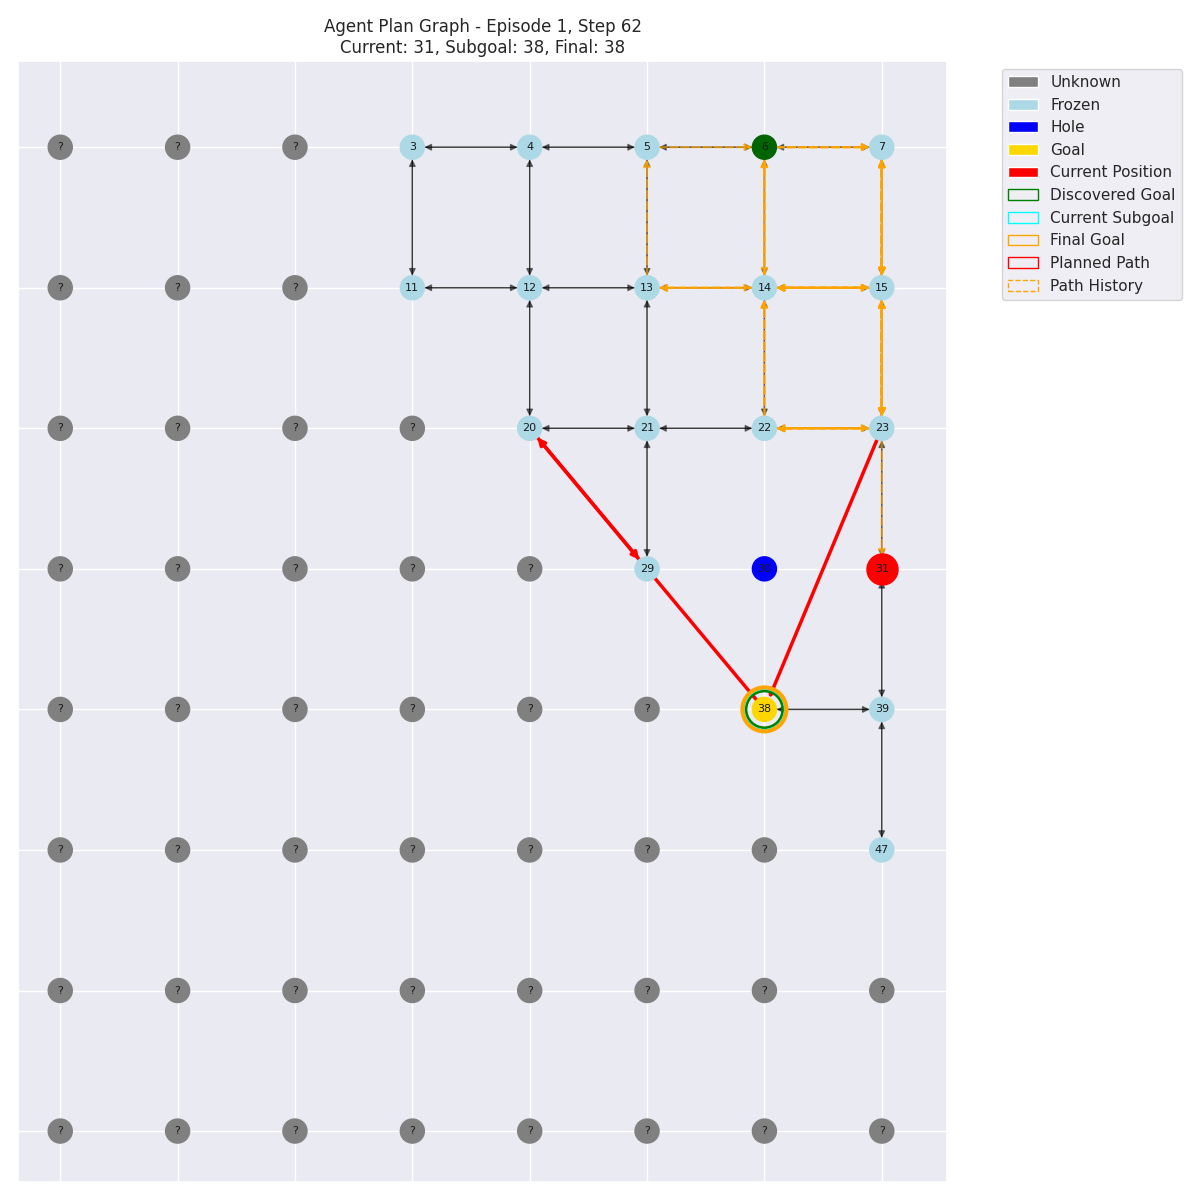 Agent Plan Graph - Episode 1, Step 62
Current: 31, Subgoal: 38, Final: 38
Unknown
Frozen
Hole
Goal
Current Position
Discovered Goal
Current Subgoal
Final Goal
Planned Path
Path History
? ? ? 3 4 5 6 7
? ? ? 11 12 13 14 15
? ? ? ? 20 21 22 23
? ? ? ? ? 29 30 31
? ? ? ? ? ? 38 39
? ? ? ? ? ? ? 47
? ? ? ? ? ? ? ?
? ? ? ? ? ? ? ?